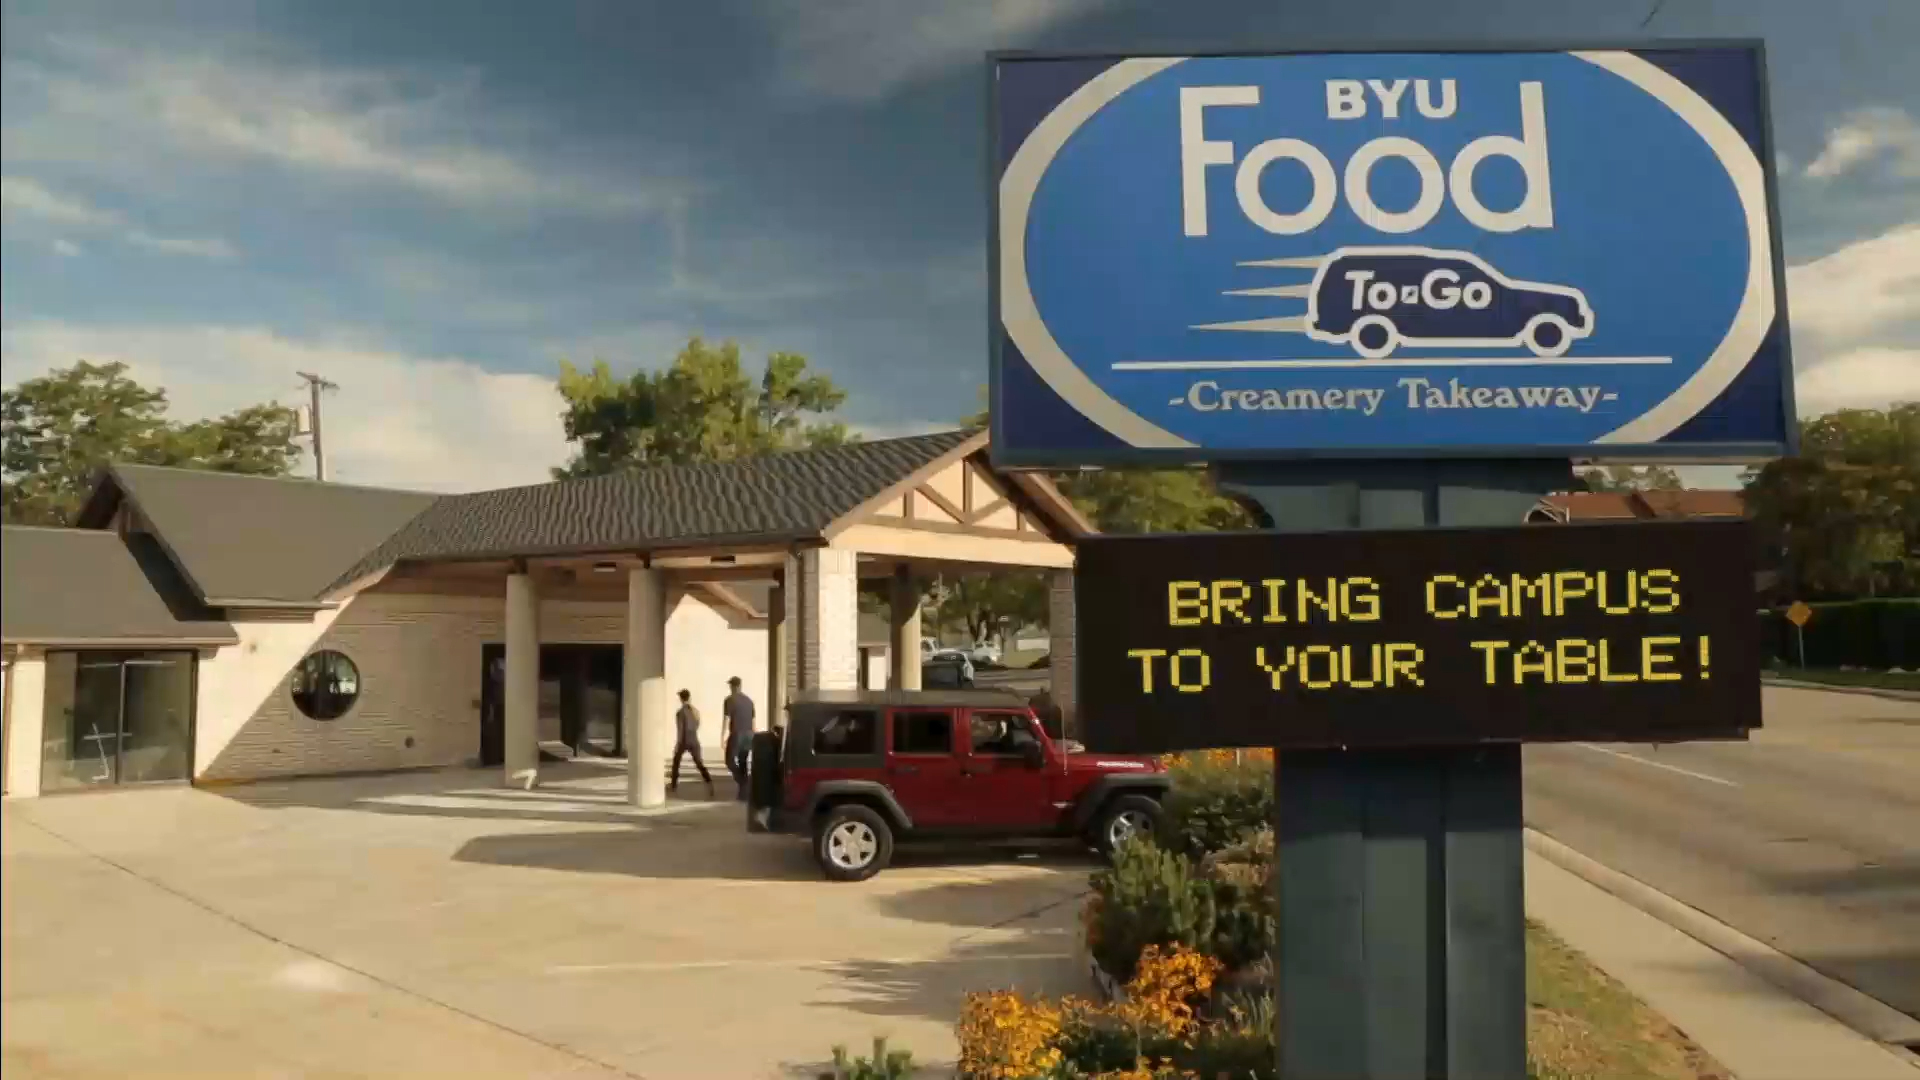 BYU
Food
To-Go
-Creamery Takeaway-
BRING CAMPUS
TO YOUR TABLE!